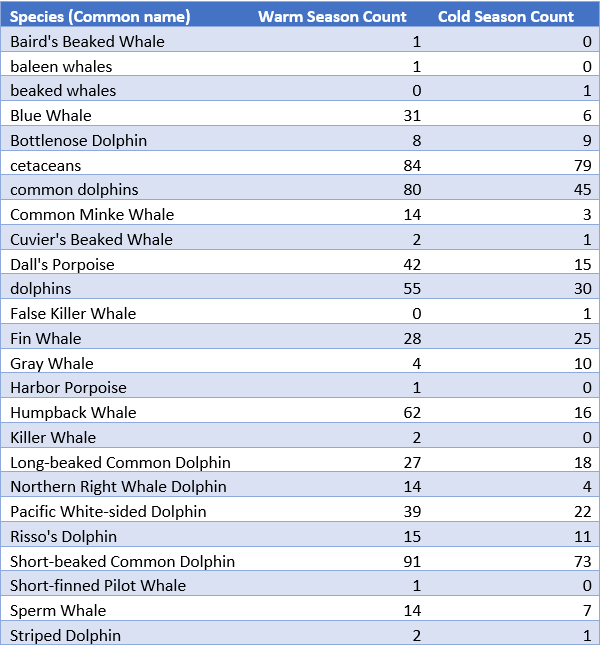 Species (Common name) Warm Season Count Cold Season Count
Baird's Beaked Whale 1 0
baleen whales 1 0
beaked whales 0 1
Blue Whale 31 6
Bottlenose Dolphin 8 9
cetaceans 84 79
common dolphins 80 45
Common Minke Whale 14 3
Cuvier's Beaked Whale 2 1
Dall's Porpoise 42 15
dolphins 55 30
False Killer Whale 0 1
Fin Whale 28 25
Gray Whale 4 10
Harbor Porpoise 1 0
Humpback Whale 62 16
Killer Whale 2 0
Long-beaked Common Dolphin 27 18
Northern Right Whale Dolphin 14 4
Pacific White-sided Dolphin 39 22
Risso's Dolphin 15 11
Short-beaked Common Dolphin 91 73
Short-finned Pilot Whale 1 0
Sperm Whale 14 7
Striped Dolphin 2 1